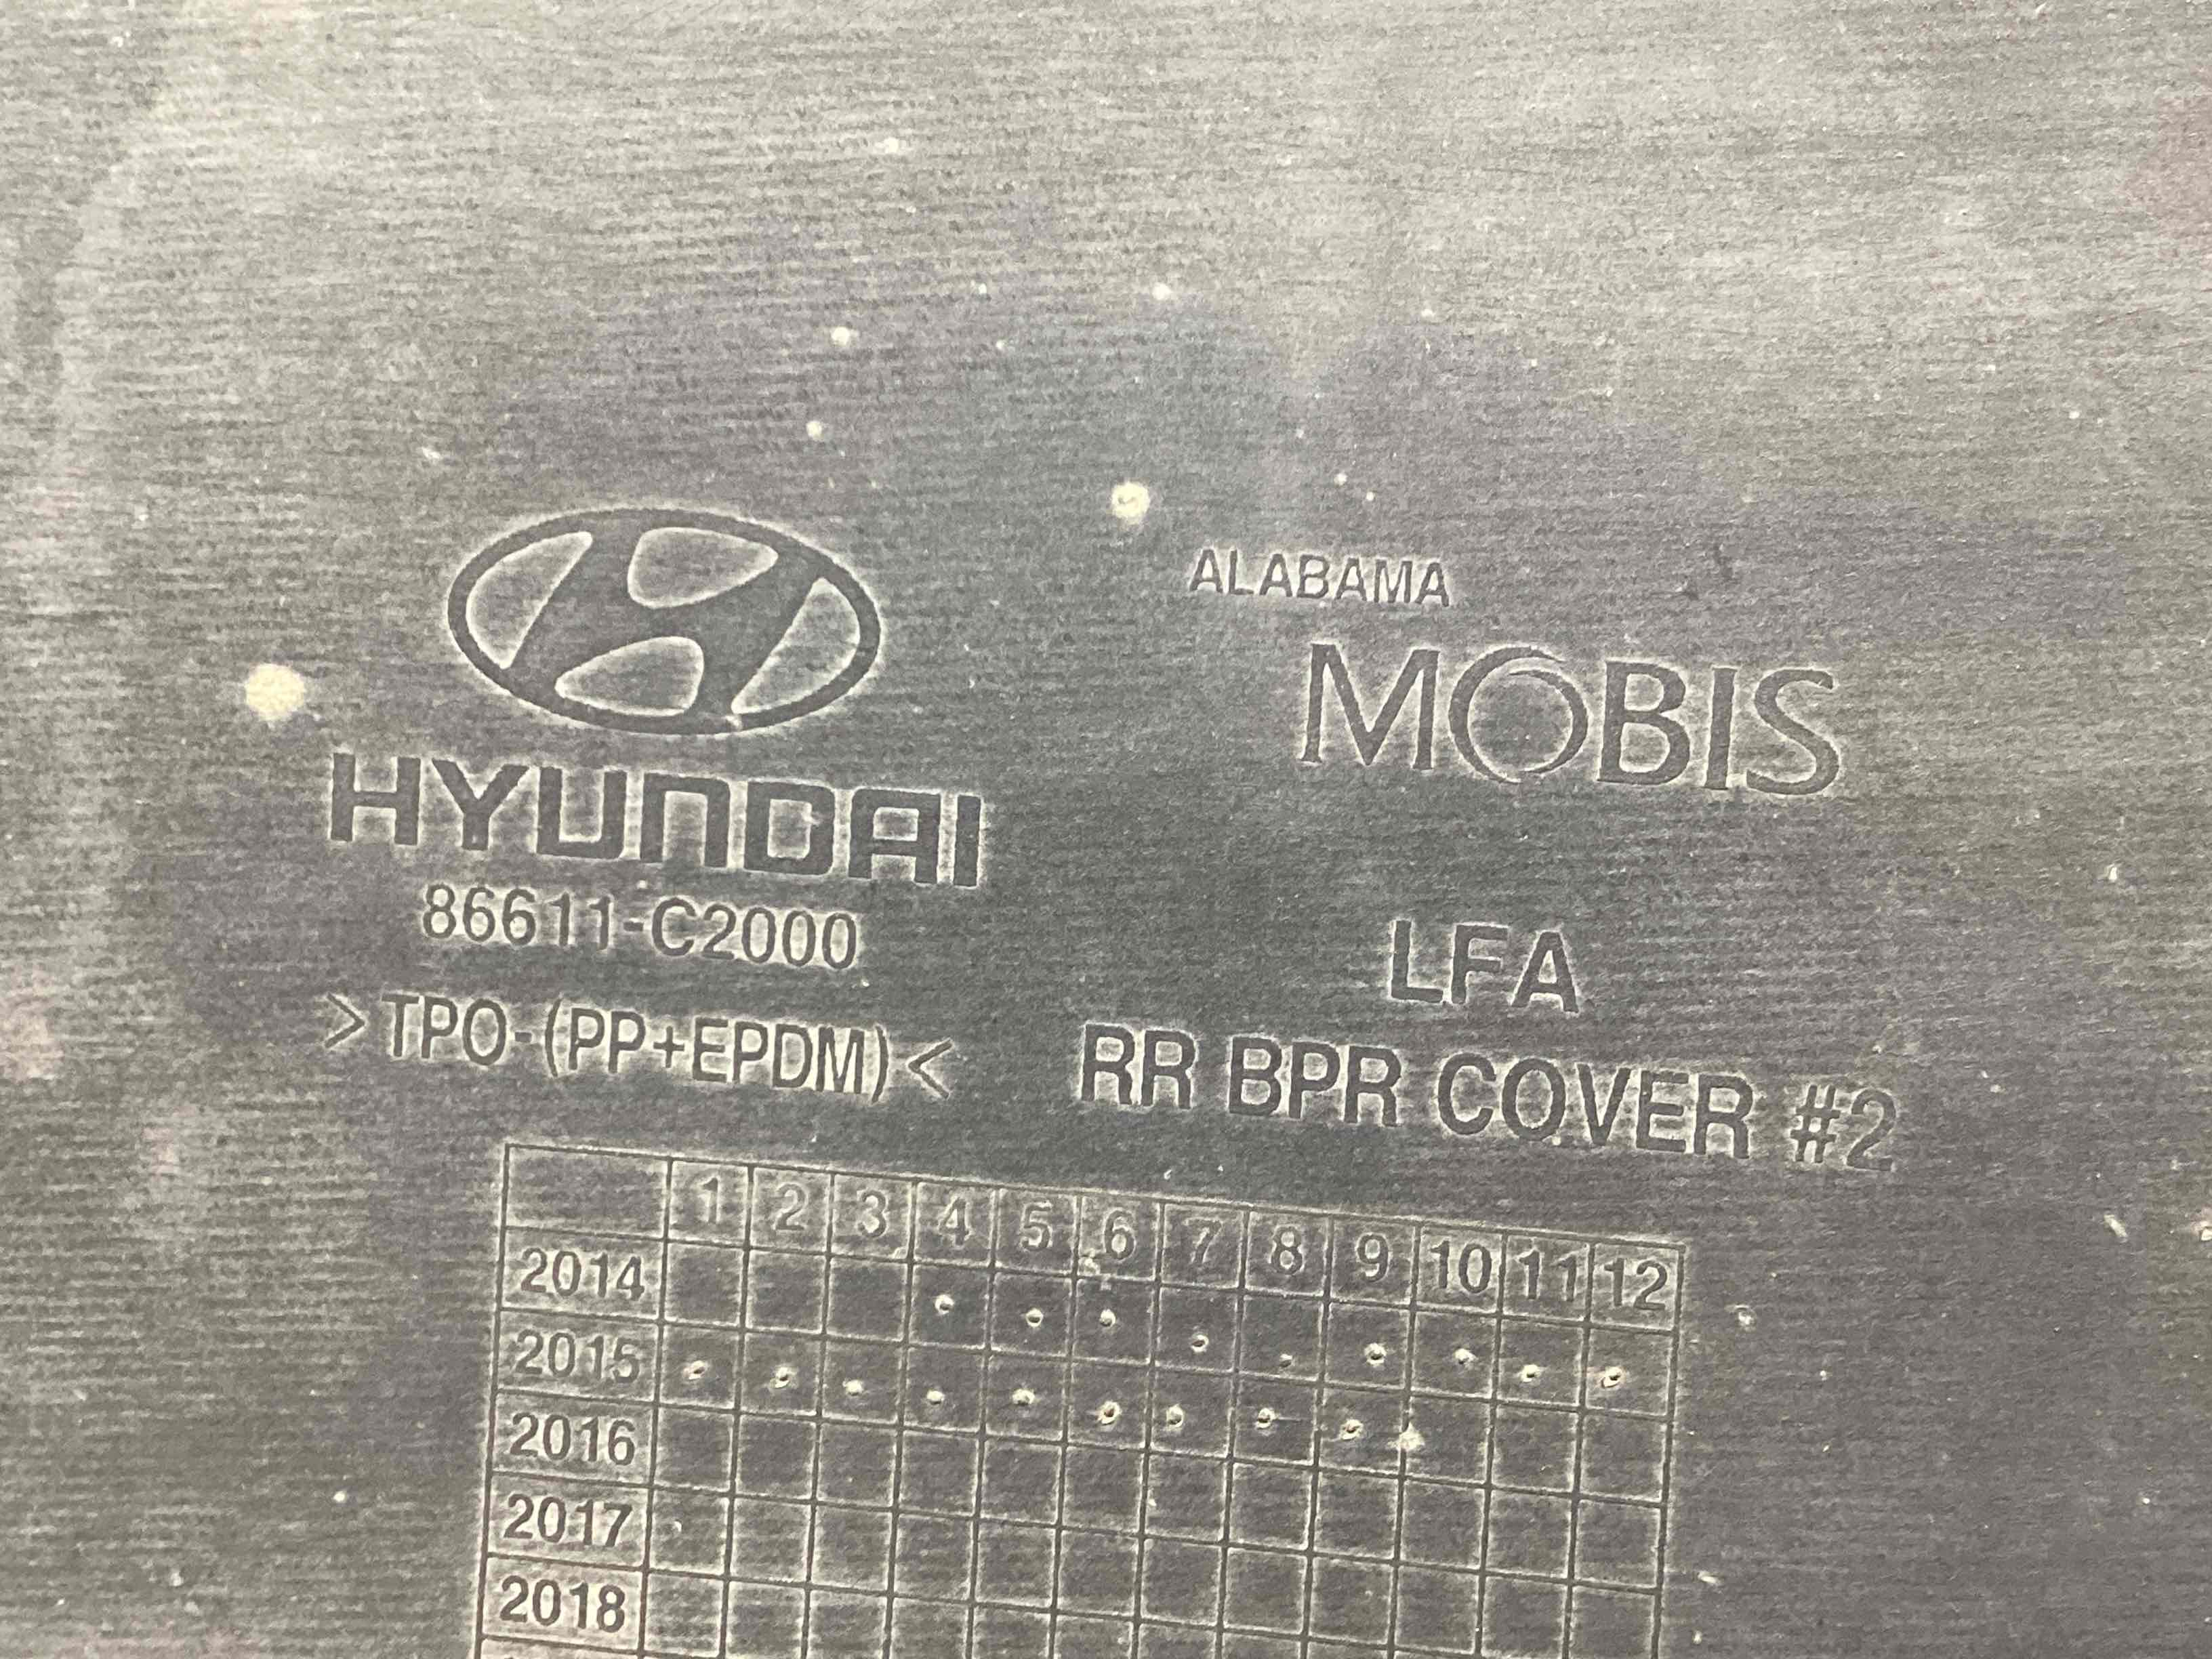 ALABAMA
HYUNDAI
MOBIS
86611-C2000
LFA
>TPO-(PP+EPDM)<
RR BPR COVER #2
1 2 3 4 5 6 7 8 9 10 11 12
2014
2015
2016
2017
2018